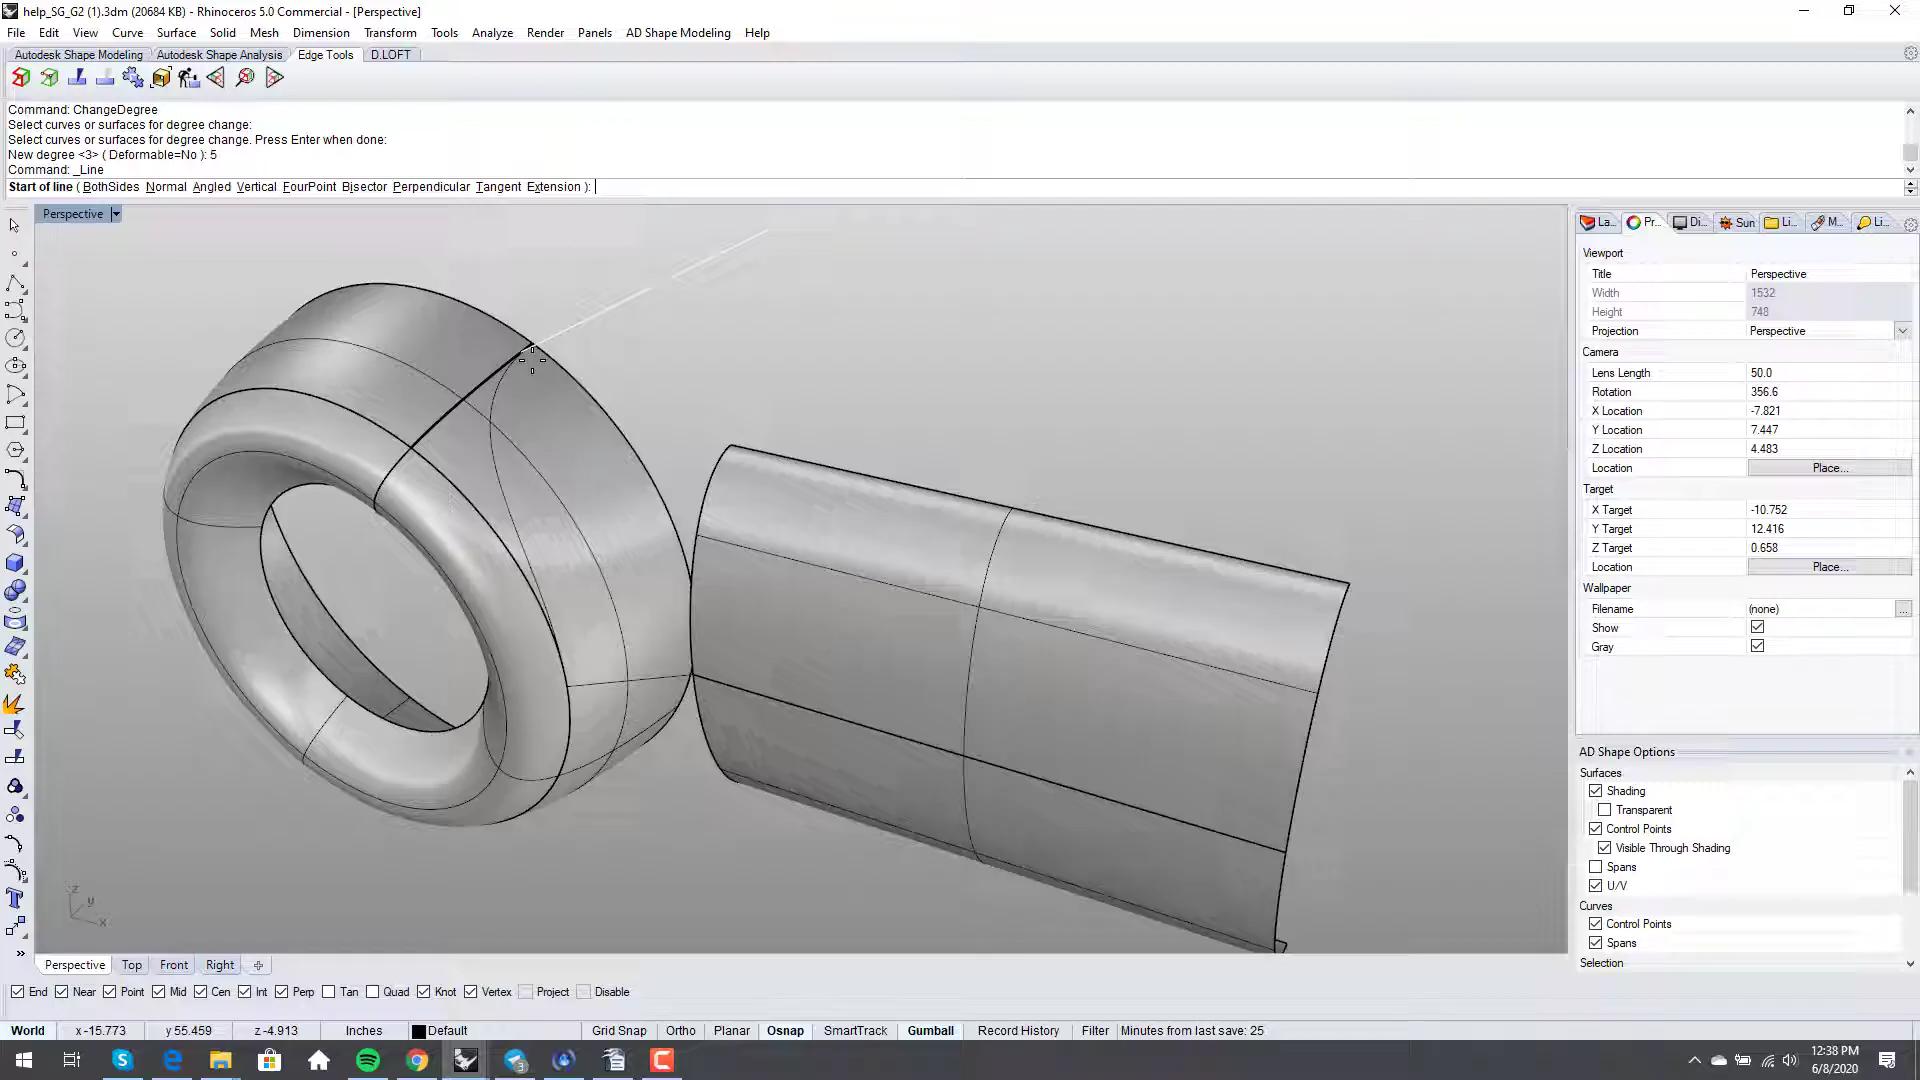 help_SG_G2 (1).3dm (20684 KB) - Rhinoceros 5.0 Commercial - [Perspective]
File Edit View Curve Surface Solid Mesh Dimension Transform Tools Analyze Render Panels AD Shape Modeling Help
Autodesk Shape Modeling Autodesk Shape Analysis Edge Tools D.LOFT
Command: ChangeDegree
Select curves or surfaces for degree change:
Select curves or surfaces for degree change. Press Enter when done:
New degree <3> ( Deformable=No ): 5
Command: _Line
Start of line ( BothSides Normal Angled Vertical FourPoint Bisector Perpendicular Tangent Extension ):
Perspective
La... Pr... Di... Sun Li... M... Li...
Viewport
Title Perspective
Width 1532
Height 748
Projection Perspective
Camera
Lens Length 50.0
Rotation 356.6
X Location -7.821
Y Location 7.447
Z Location 4.483
Location Place...
Target
X Target -10.752
Y Target 12.416
Z Target 0.658
Location Place...
Wallpaper
Filename (none) ...
Show
Gray
AD Shape Options
Surfaces
Shading
Transparent
Control Points
Visible Through Shading
Spans
U/V
Curves
Control Points
Spans
Selection
z
y
x
Perspective Top Front Right
End Near Point Mid Cen Int Perp Tan Quad Knot Vertex Project Disable
World x -15.773 y 55.459 z -4.913 Inches Default Grid Snap Ortho Planar Osnap SmartTrack Gumball Record History Filter Minutes from last save: 25
3
12:38 PM
6/8/2020